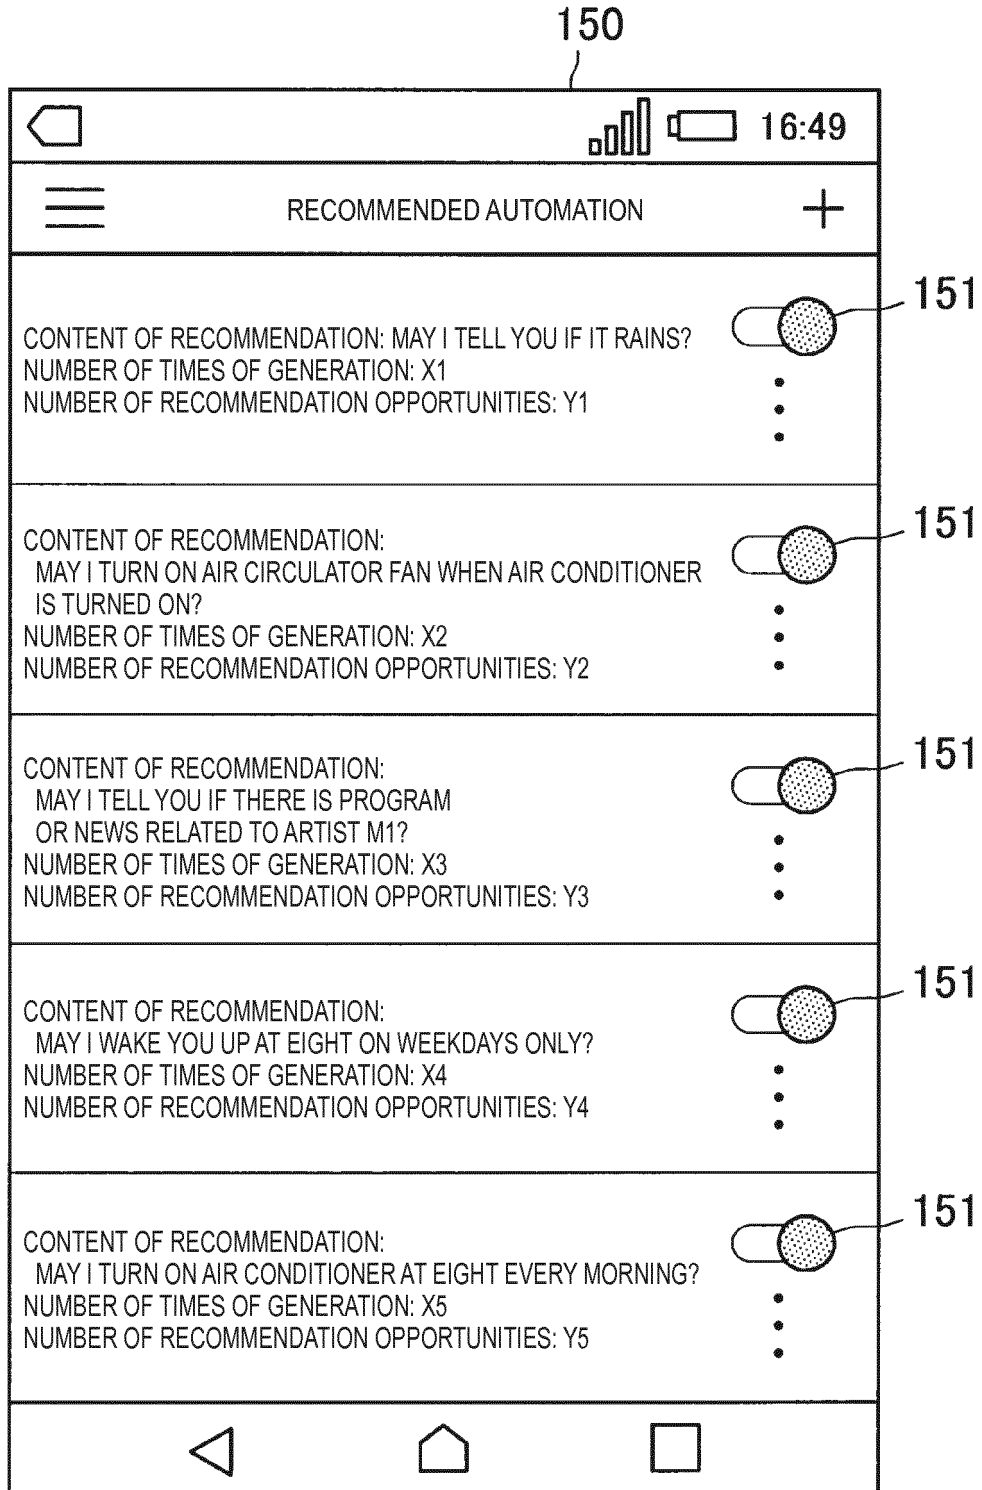 150
16:49
RECOMMENDED AUTOMATION
151
CONTENT OF RECOMMENDATION: MAY I TELL YOU IF IT RAINS?
NUMBER OF TIMES OF GENERATION: X1
NUMBER OF RECOMMENDATION OPPORTUNITIES: Y1
151
CONTENT OF RECOMMENDATION:
MAY I TURN ON AIR CIRCULATOR FAN WHEN AIR CONDITIONER
IS TURNED ON?
NUMBER OF TIMES OF GENERATION: X2
NUMBER OF RECOMMENDATION OPPORTUNITIES: Y2
151
CONTENT OF RECOMMENDATION:
MAY I TELL YOU IF THERE IS PROGRAM
OR NEWS RELATED TO ARTIST M1?
NUMBER OF TIMES OF GENERATION: X3
NUMBER OF RECOMMENDATION OPPORTUNITIES: Y3
151
CONTENT OF RECOMMENDATION:
MAY I WAKE YOU UP AT EIGHT ON WEEKDAYS ONLY?
NUMBER OF TIMES OF GENERATION: X4
NUMBER OF RECOMMENDATION OPPORTUNITIES: Y4
151
CONTENT OF RECOMMENDATION:
MAY I TURN ON AIR CONDITIONER AT EIGHT EVERY MORNING?
NUMBER OF TIMES OF GENERATION: X5
NUMBER OF RECOMMENDATION OPPORTUNITIES: Y5